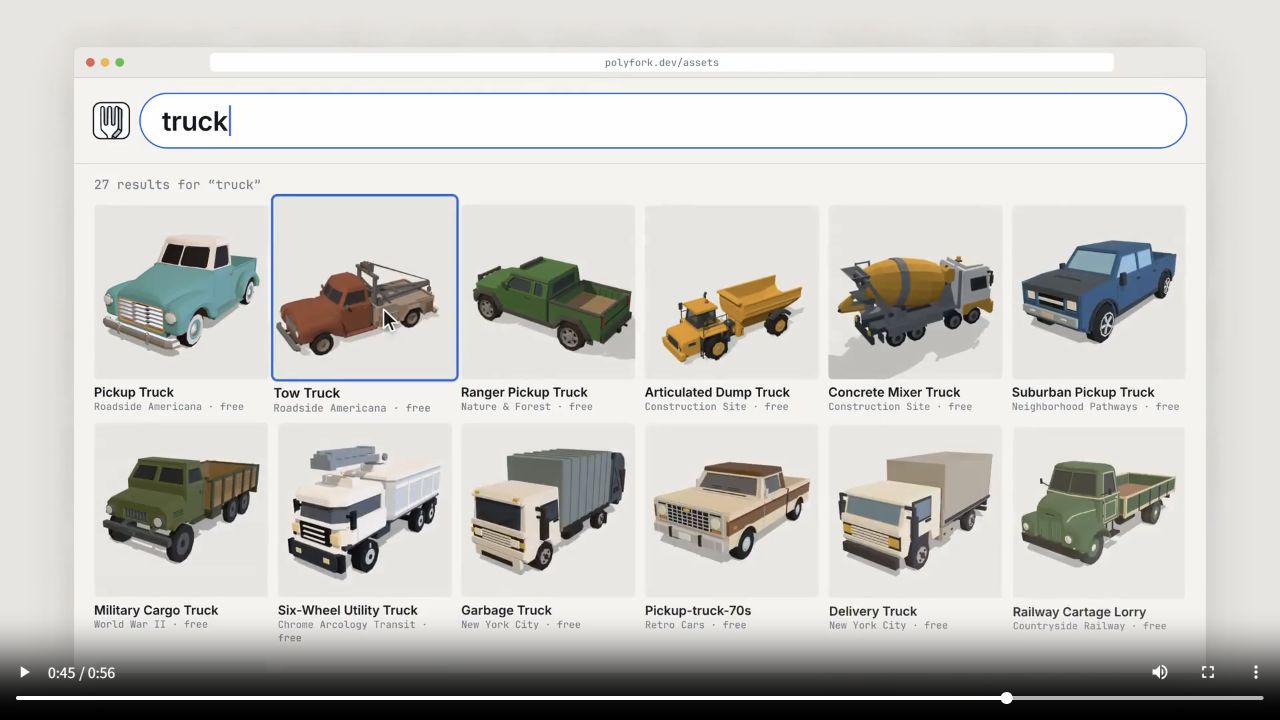 polyfork.dev/assets
truck
27 results for “truck”
Pickup Truck
Roadside Americana · free
Tow Truck
Roadside Americana · free
Ranger Pickup Truck
Nature & Forest · free
Articulated Dump Truck
Construction Site · free
Concrete Mixer Truck
Construction Site · free
Suburban Pickup Truck
Neighborhood Pathways · free
Military Cargo Truck
World War II · free
Six-Wheel Utility Truck
Chrome Arcology Transit ·
free
Garbage Truck
New York City · free
Pickup-truck-70s
Retro Cars · free
Delivery Truck
New York City · free
Railway Cartage Lorry
Countryside Railway · free
0:45 / 0:56